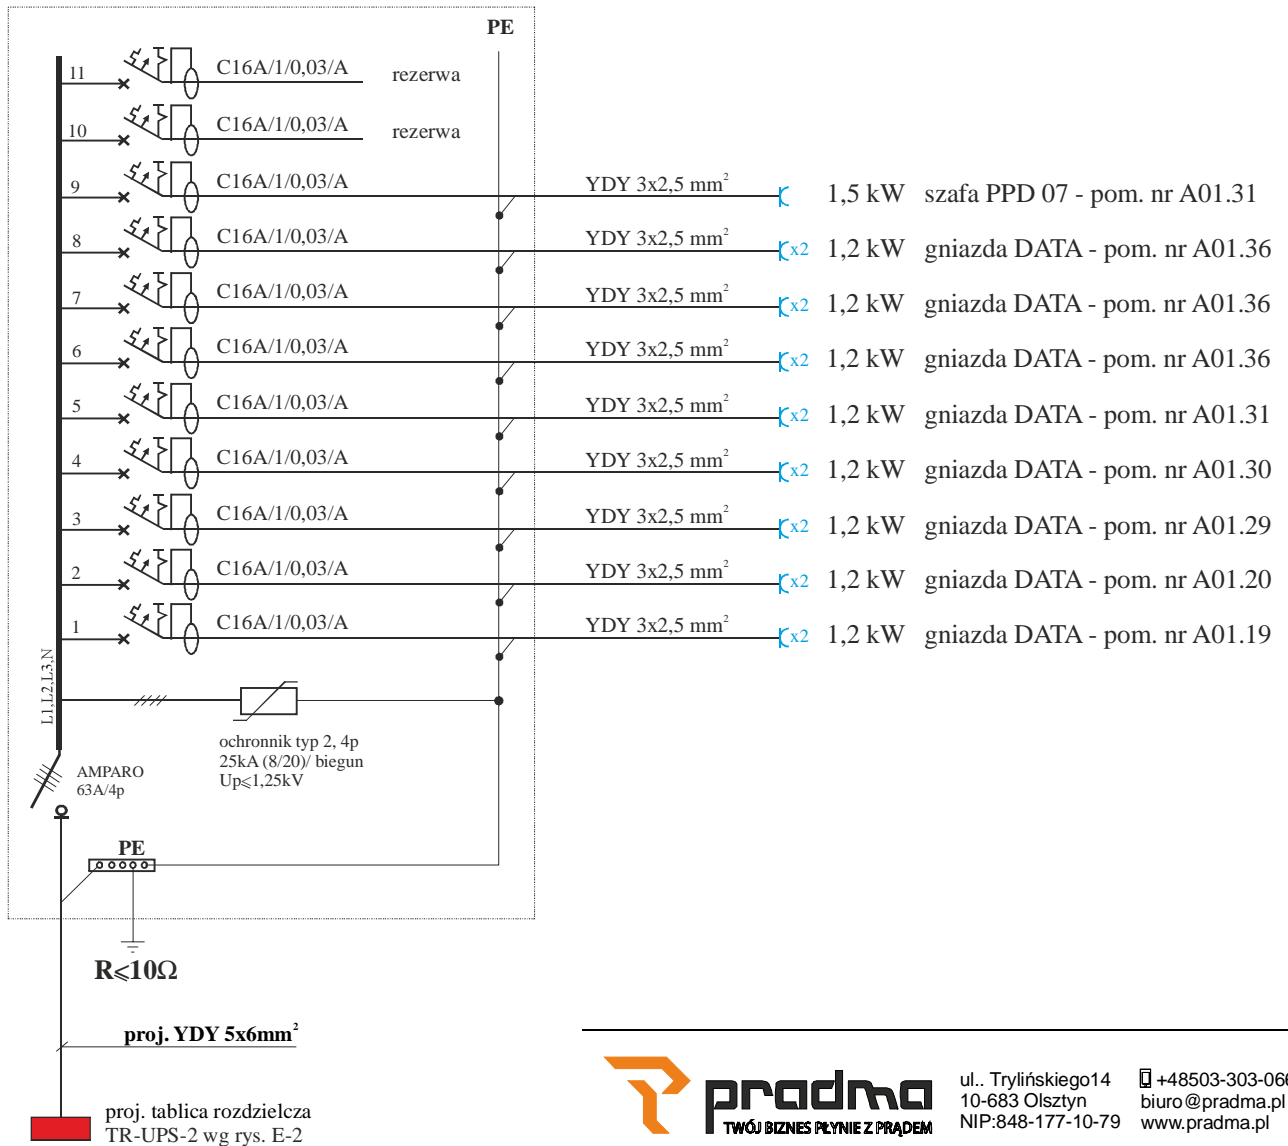 PE
11 C16A/1/0,03/A rezerwa
10 C16A/1/0,03/A rezerwa
9 C16A/1/0,03/A YDY 3x2,5 mm² 1,5 kW szafa PPD 07 - pom. nr A01.31
8 C16A/1/0,03/A YDY 3x2,5 mm² x2 1,2 kW gniazda DATA - pom. nr A01.36
7 C16A/1/0,03/A YDY 3x2,5 mm² x2 1,2 kW gniazda DATA - pom. nr A01.36
6 C16A/1/0,03/A YDY 3x2,5 mm² x2 1,2 kW gniazda DATA - pom. nr A01.36
5 C16A/1/0,03/A YDY 3x2,5 mm² x2 1,2 kW gniazda DATA - pom. nr A01.31
4 C16A/1/0,03/A YDY 3x2,5 mm² x2 1,2 kW gniazda DATA - pom. nr A01.30
3 C16A/1/0,03/A YDY 3x2,5 mm² x2 1,2 kW gniazda DATA - pom. nr A01.29
2 C16A/1/0,03/A YDY 3x2,5 mm² x2 1,2 kW gniazda DATA - pom. nr A01.20
1 C16A/1/0,03/A YDY 3x2,5 mm² x2 1,2 kW gniazda DATA - pom. nr A01.19
L1,L2,L3,N
ochronnik typ 2, 4p
25kA (8/20)/ biegun
Up⩽1,25kV
AMPARO
63A/4p
PE
R⩽10Ω
proj. YDY 5x6mm²
proj. tablica rozdzielcza
TR-UPS-2 wg rys. E-2
pradma
TWÓJ BIZNES PŁYNIE Z PRĄDEM
ul.. Trylińskiego14
10-683 Olsztyn
NIP:848-177-10-79
+48503-303-06
biuro@pradma.pl
www.pradma.pl